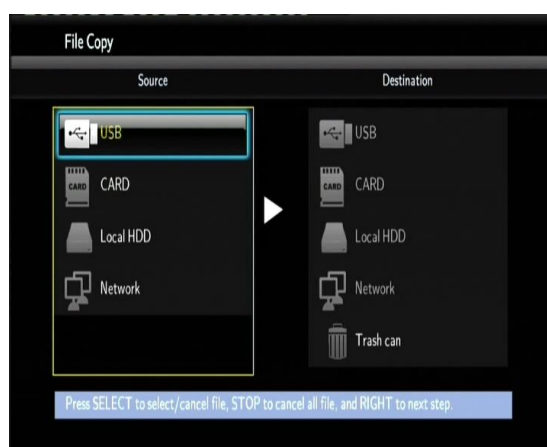 File Copy
Source
Destination
USB
CARD CARD
Local HDD
Network
USB
CARD CARD
Local HDD
Network
Trash can
Press SELECT to select/cancel file, STOP to cancel all file, and RIGHT to next step.